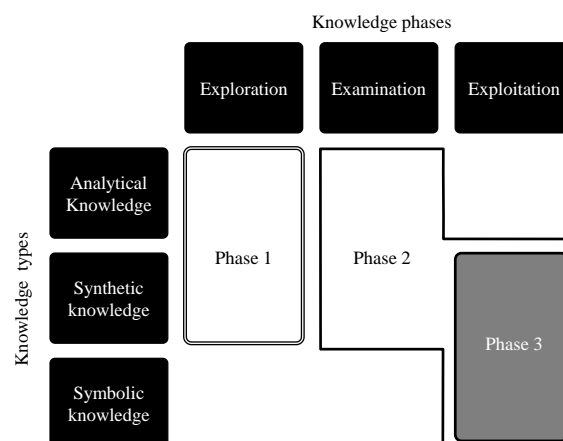 Knowledge phases
Exploration
Examination
Exploitation
Knowledge types
Analytical
Knowledge
Synthetic
knowledge
Symbolic
knowledge
Phase 1
Phase 2
Phase 3